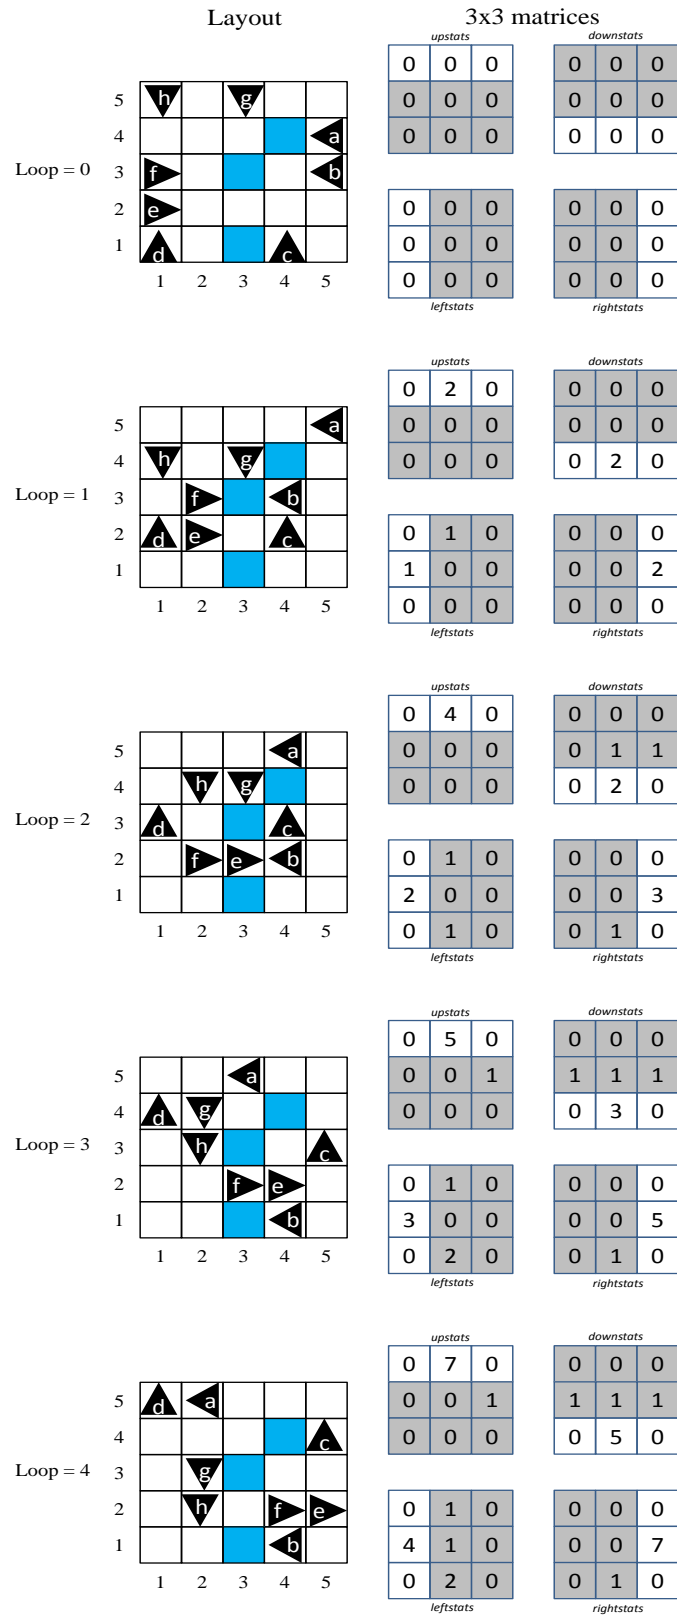 Layout 3x3 matrices
upstats downstats
0 0 0 0 0 0
5 h g 0 0 0 0 0 0
4 a 0 0 0 0 0 0
Loop = 0 3 f b
2 e 0 0 0 0 0 0
1 d c 0 0 0 0 0 0
1 2 3 4 5 0 0 0 0 0 0
leftstats rightstats
upstats downstats
0 2 0 0 0 0
5 a 0 0 0 0 0 0
4 h g 0 0 0 0 2 0
Loop = 1 3 f b
2 d e c 0 1 0 0 0 0
1 1 0 0 0 0 2
1 2 3 4 5 0 0 0 0 0 0
leftstats rightstats
upstats downstats
0 4 0 0 0 0
5 a 0 0 0 0 1 1
4 h g 0 0 0 0 2 0
Loop = 2 3 d c
2 f e b 0 1 0 0 0 0
1 2 0 0 0 0 3
1 2 3 4 5 0 1 0 0 1 0
leftstats rightstats
upstats downstats
0 5 0 0 0 0
5 a 0 0 1 1 1 1
4 d g 0 0 0 0 3 0
Loop = 3 3 h c
2 f e 0 1 0 0 0 0
1 b 3 0 0 0 0 5
1 2 3 4 5 0 2 0 0 1 0
leftstats rightstats
upstats downstats
0 7 0 0 0 0
5 d a 0 0 1 1 1 1
4 c 0 0 0 0 5 0
Loop = 4 3 g
2 h f e 0 1 0 0 0 0
1 b 4 1 0 0 0 7
1 2 3 4 5 0 2 0 0 1 0
leftstats rightstats